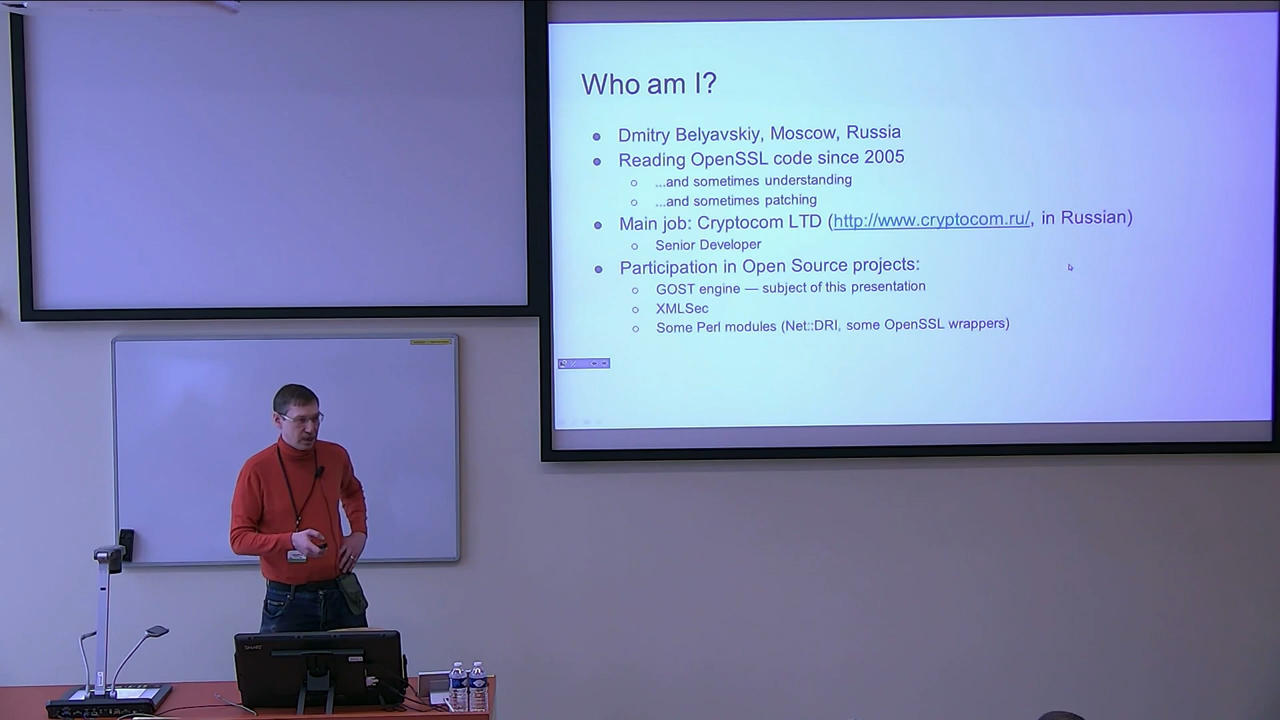 Who am I?
● Dmitry Belyavskiy, Moscow, Russia
● Reading OpenSSL code since 2005
○ ...and sometimes understanding
○ ...and sometimes patching
● Main job: Cryptocom LTD (http://www.cryptocom.ru/, in Russian)
○ Senior Developer
● Participation in Open Source projects:
○ GOST engine — subject of this presentation
○ XMLSec
○ Some Perl modules (Net::DRI, some OpenSSL wrappers)
SMART